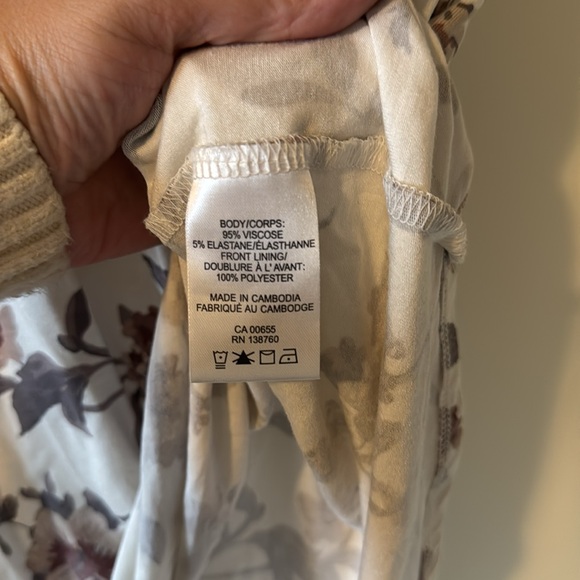 BODY/CORPS:
95% VISCOSE
5% ELASTANE/ÉLASTHANNE
FRONT LINING/
DOUBLURE À L'AVANT:
100% POLYESTER
MADE IN CAMBODIA
FABRIQUÉ AU CAMBODGE
CA 00655
RN 138760